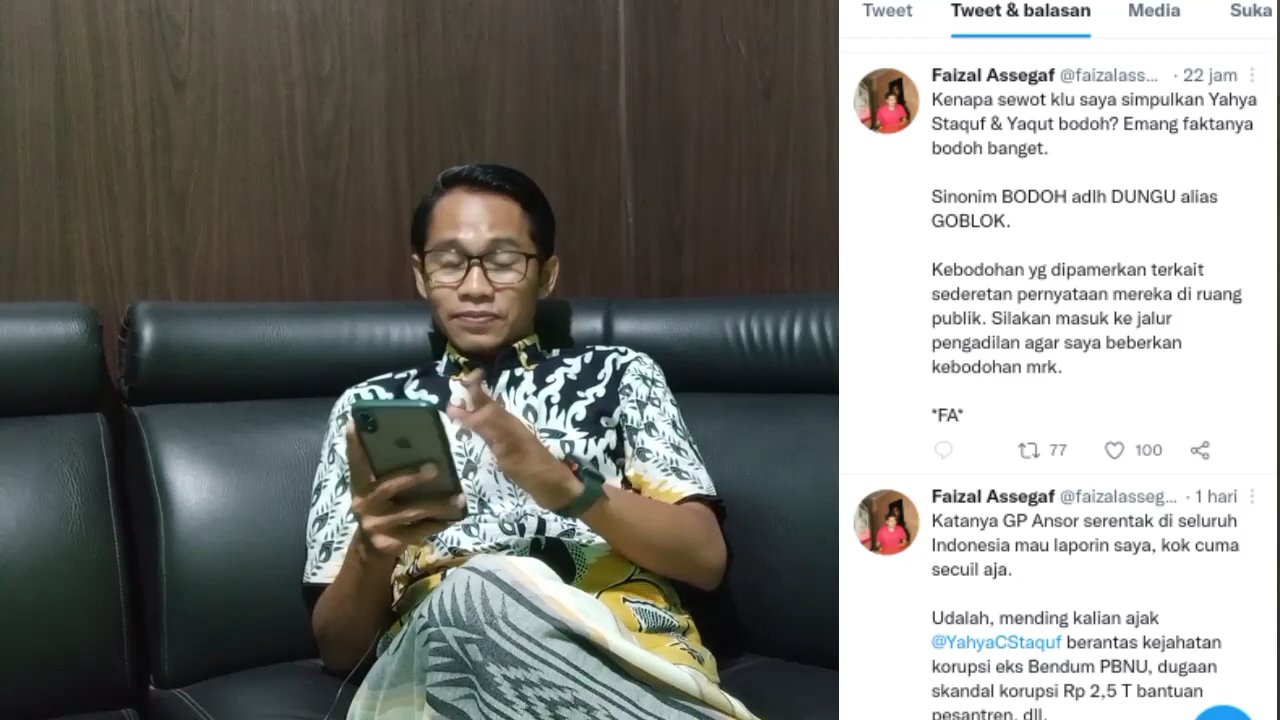 Tweet Tweet & balasan Media Suka
Faizal Assegaf @faizalass... · 22 jam
Kenapa sewot klu saya simpulkan Yahya
Staquf & Yaqut bodoh? Emang faktanya
bodoh banget.
Sinonim BODOH adlh DUNGU alias
GOBLOK.
Kebodohan yg dipamerkan terkait
sederetan pernyataan mereka di ruang
publik. Silakan masuk ke jalur
pengadilan agar saya beberkan
kebodohan mrk.
*FA*
77 100
Faizal Assegaf @faizalasseg... · 1 hari
Katanya GP Ansor serentak di seluruh
Indonesia mau laporin saya, kok cuma
secuil aja.
Udalah, mending kalian ajak
@YahyaCStaquf berantas kejahatan
korupsi eks Bendum PBNU, dugaan
skandal korupsi Rp 2,5 T bantuan
pesantren, dll.